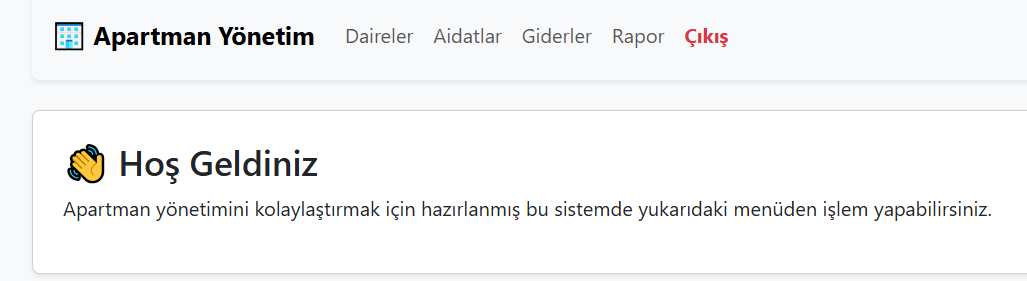 🏢 Apartman Yönetim Daireler Aidatlar Giderler Rapor Çıkış
👋 Hoş Geldiniz
Apartman yönetimini kolaylaştırmak için hazırlanmış bu sistemde yukarıdaki menüden işlem yapabilirsiniz.